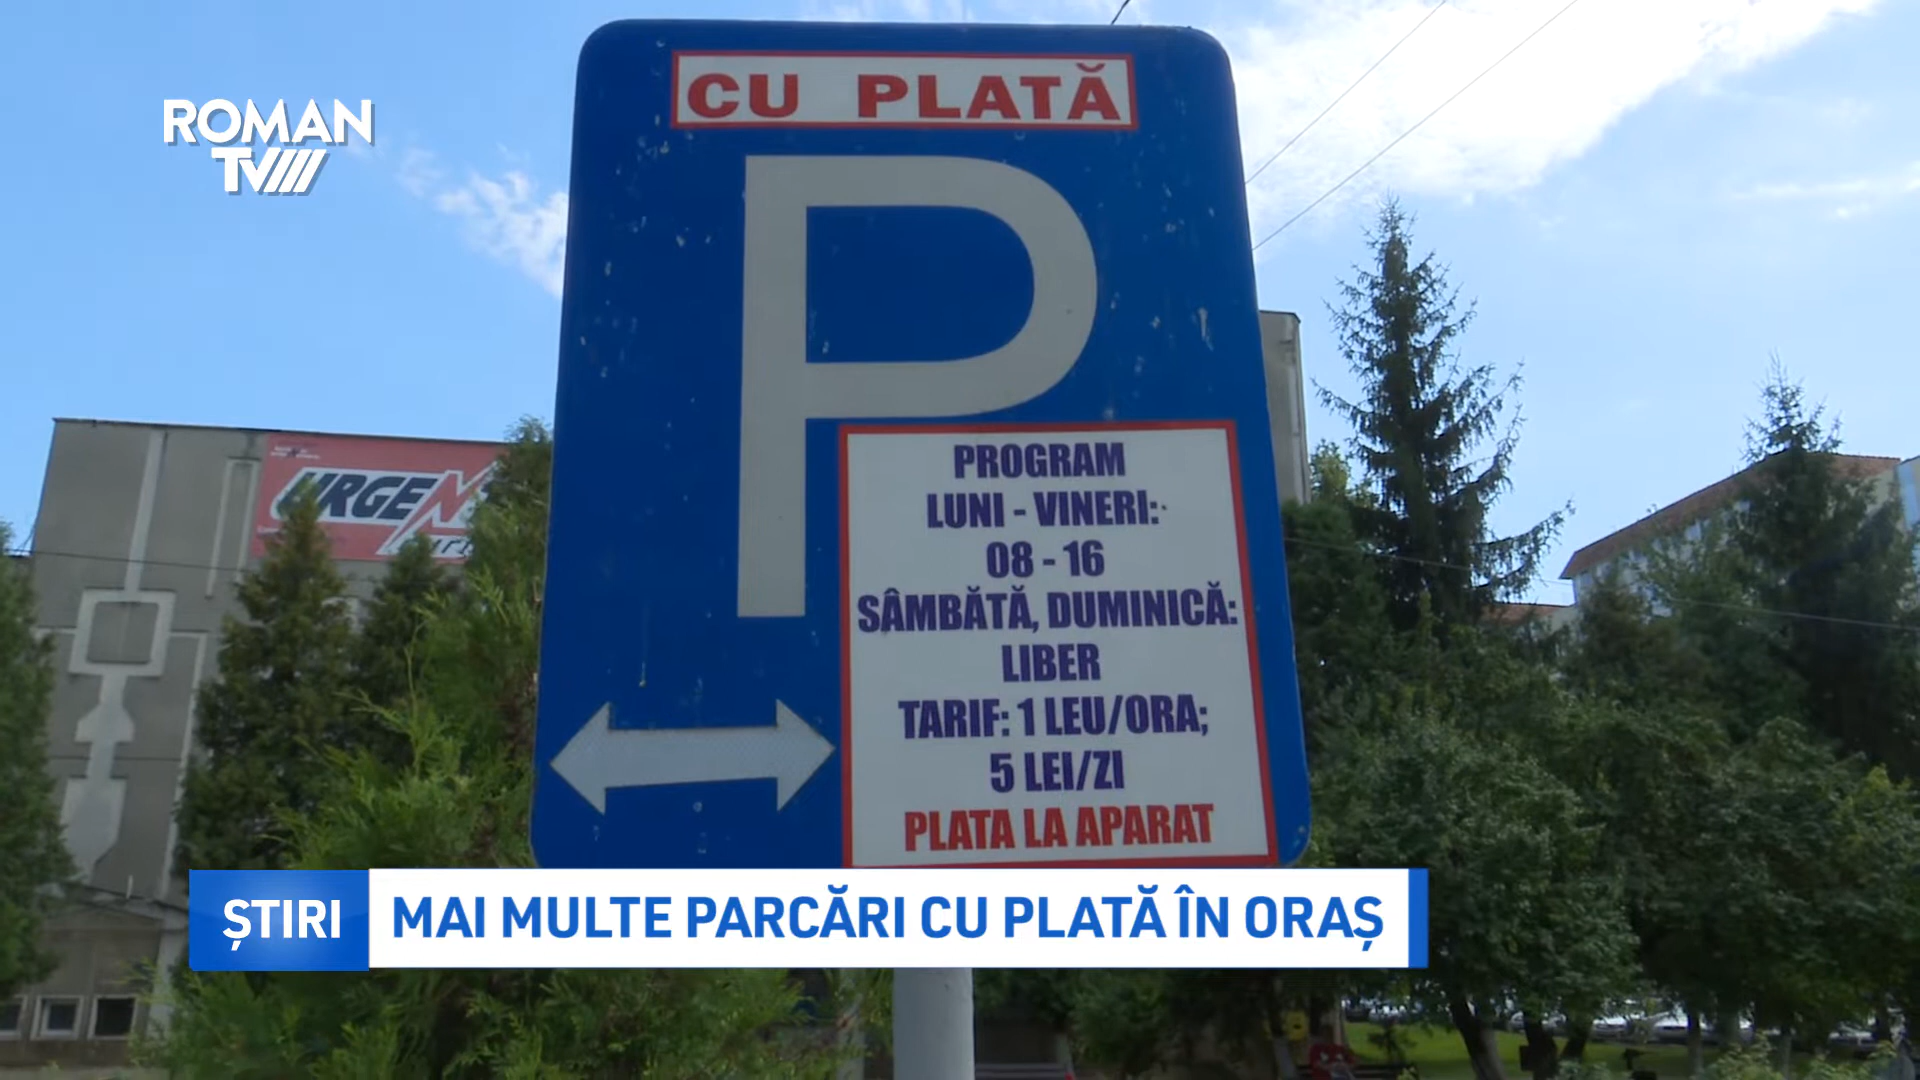 ROMAN
TV
CU PLATĂ
P
URGENT
PROGRAM
LUNI - VINERI:
08 - 16
SÂMBĂTĂ, DUMINICĂ:
LIBER
TARIF: 1 LEU/ORA;
5 LEI/ZI
PLATA LA APARAT
ȘTIRI
MAI MULTE PARCĂRI CU PLATĂ ÎN ORAȘ